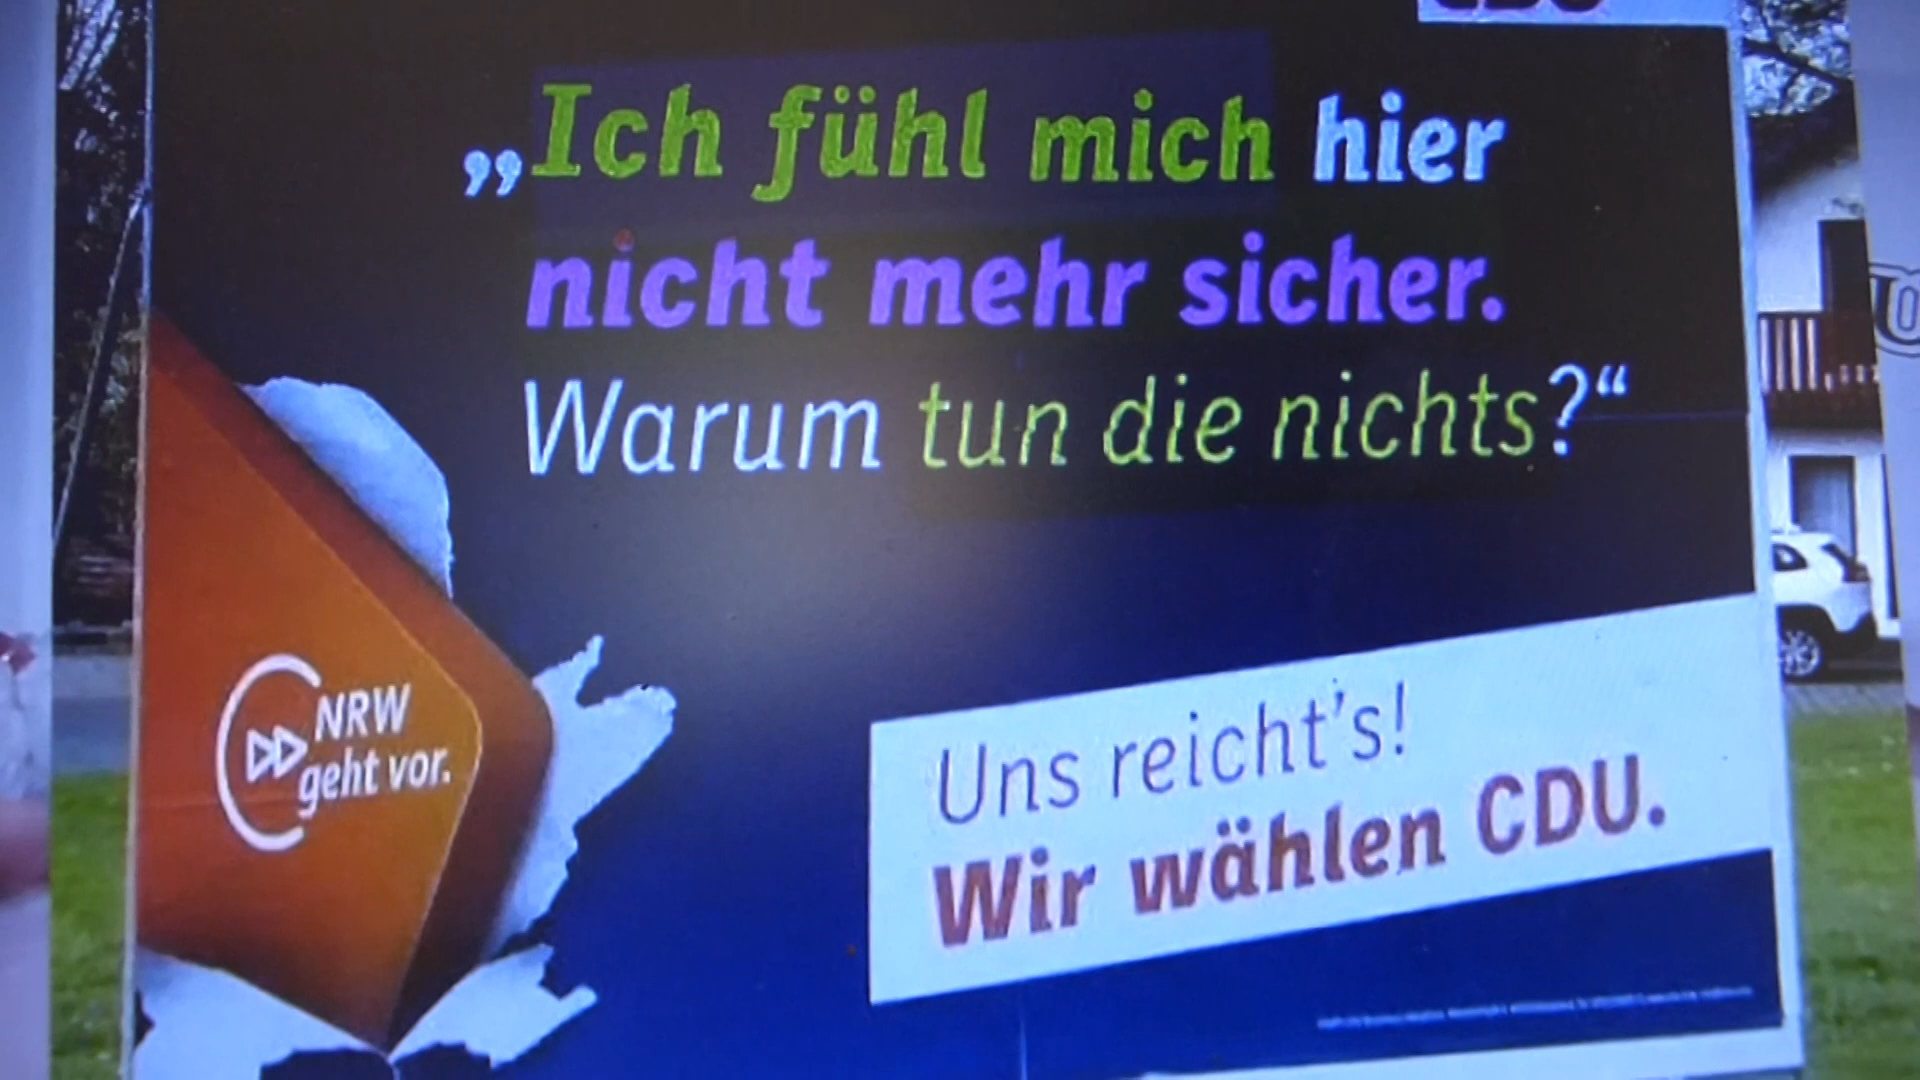 CDU
„Ich fühl mich hier
nicht mehr sicher.
Warum tun die nichts?“
NRW
geht vor.
Uns reicht's!
Wir wählen CDU.